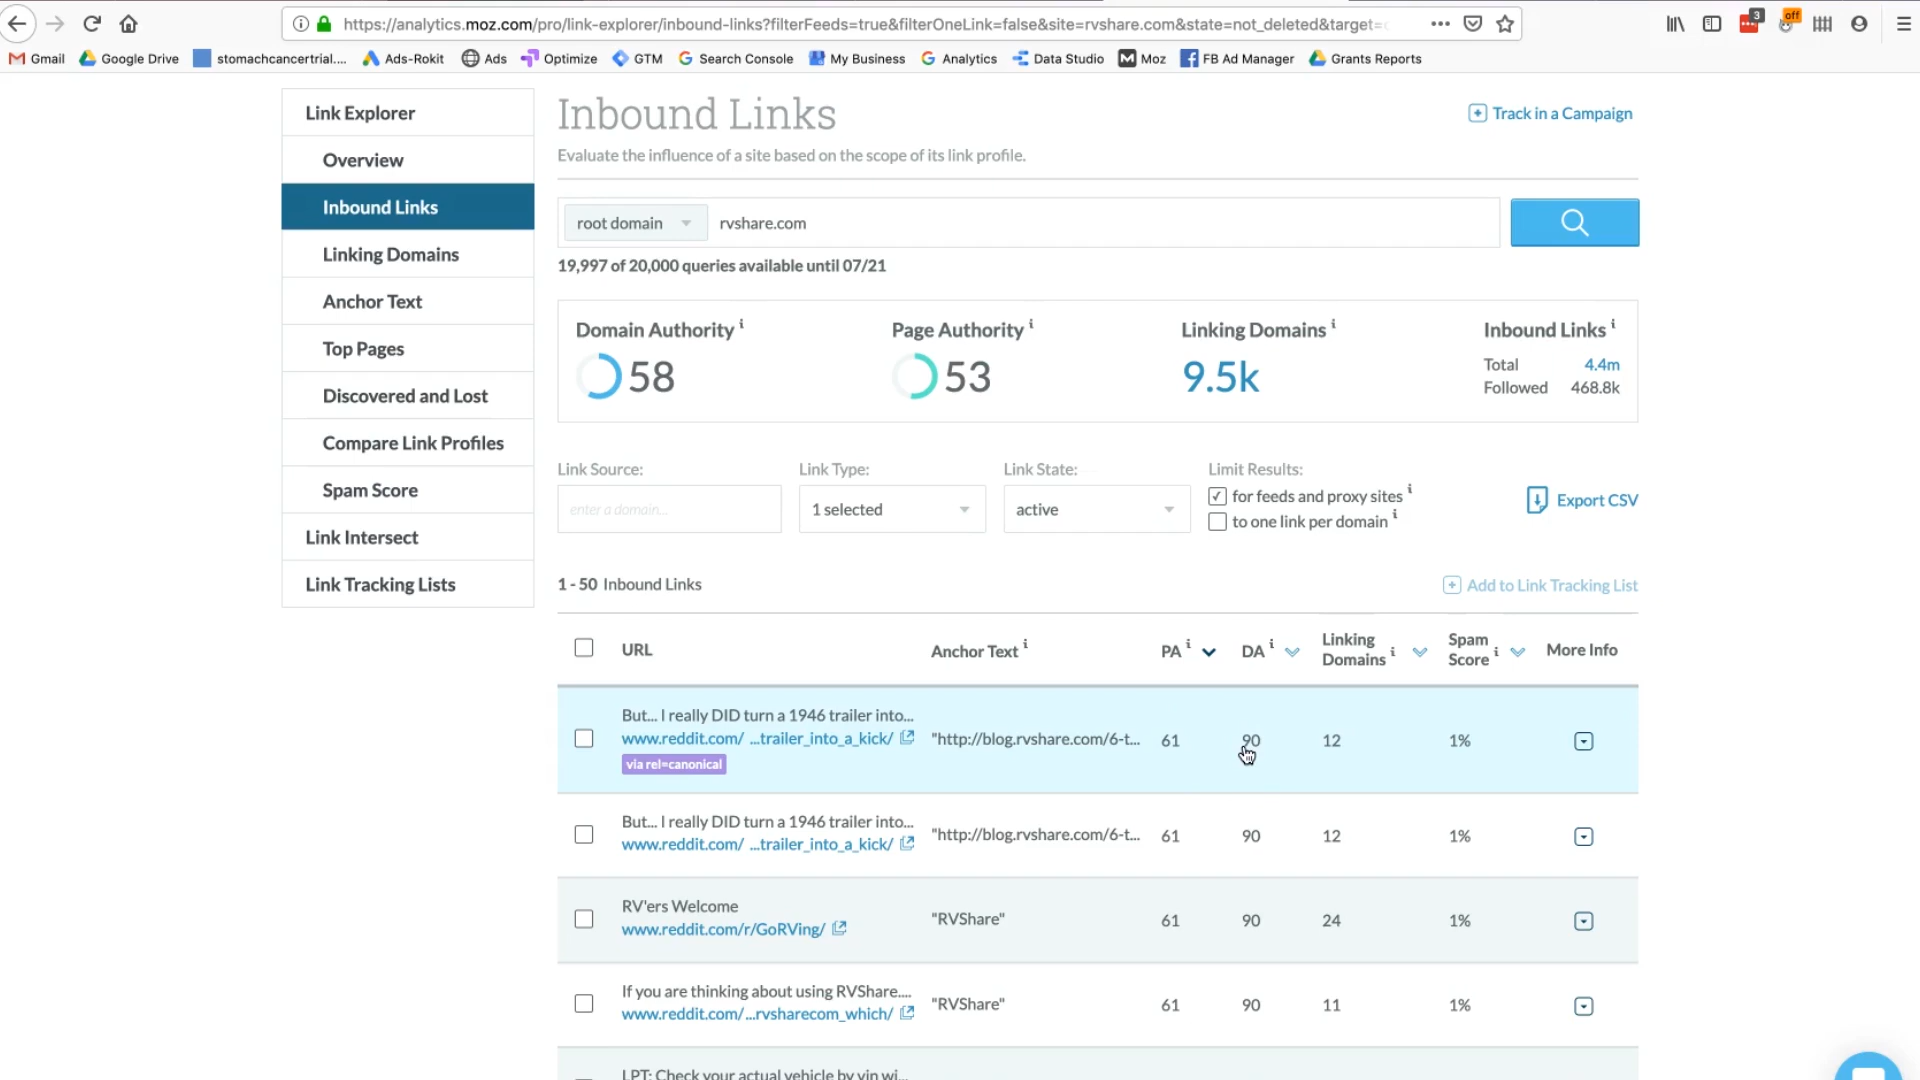 https://analytics.moz.com/pro/link-explorer/inbound-links?filterFeeds=true&filterOneLink=false&site=rvshare.com&state=not_deleted&target=
3
off
Gmail Google Drive stomachcancertrial.... Ads-Rokit Ads Optimize GTM Search Console My Business Analytics Data Studio Moz FB Ad Manager Grants Reports
Link Explorer
Overview
Inbound Links
Linking Domains
Anchor Text
Top Pages
Discovered and Lost
Compare Link Profiles
Spam Score
Link Intersect
Link Tracking Lists
Inbound Links
Track in a Campaign
Evaluate the influence of a site based on the scope of its link profile.
root domain rvshare.com
19,997 of 20,000 queries available until 07/21
Domain Authority i
58
Page Authority i
53
Linking Domains i
9.5k
Inbound Links i
Total 4.4m
Followed 468.8k
Link Source:
enter a domain...
Link Type:
1 selected
Link State:
active
Limit Results:
for feeds and proxy sites i
to one link per domain i
Export CSV
1 - 50 Inbound Links
Add to Link Tracking List
URL Anchor Text i PA i DA i Linking Domains i Spam Score i More Info
But... I really DID turn a 1946 trailer into...
www.reddit.com/ ...trailer_into_a_kick/ "http://blog.rvshare.com/6-t... 61 90 12 1%
via rel=canonical
But... I really DID turn a 1946 trailer into...
www.reddit.com/ ...trailer_into_a_kick/ "http://blog.rvshare.com/6-t... 61 90 12 1%
RV'ers Welcome
www.reddit.com/r/GoRVing/ "RVShare" 61 90 24 1%
If you are thinking about using RVShare....
www.reddit.com/...rvsharecom_which/ "RVShare" 61 90 11 1%
LPT: Check your actual vehicle by vin wi...